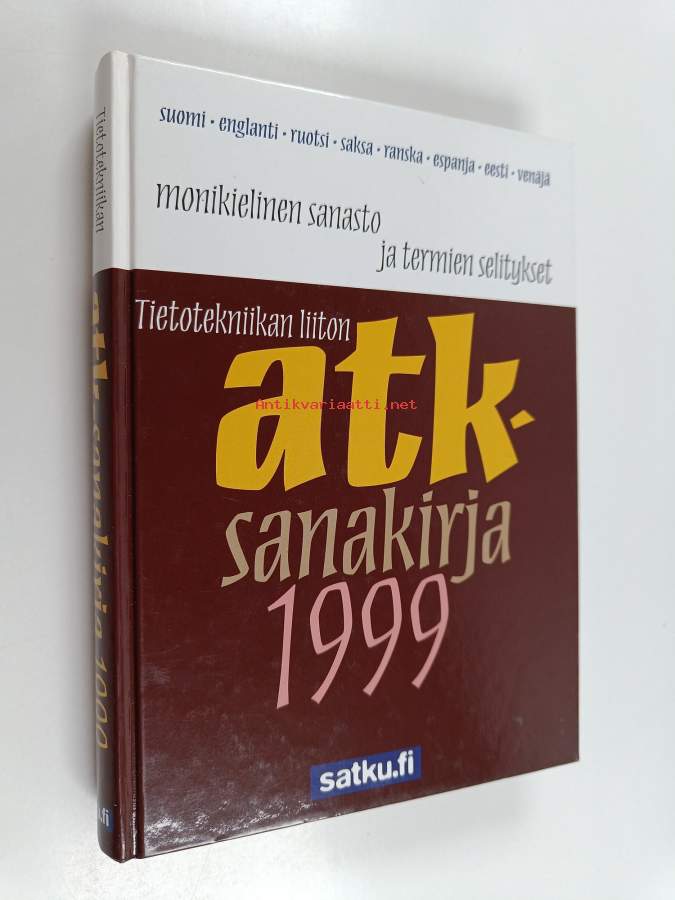 suomi • englanti • ruotsi • saksa • ranska • espanja • eesti • venäjä
monikielinen sanasto
ja termien selitykset
Tietotekniikan liiton
atk-
sanakirja
1999
satku.fi
Antikvariaatti.net
Tietotekniikan
atk-sanakirja 1999
u.fi